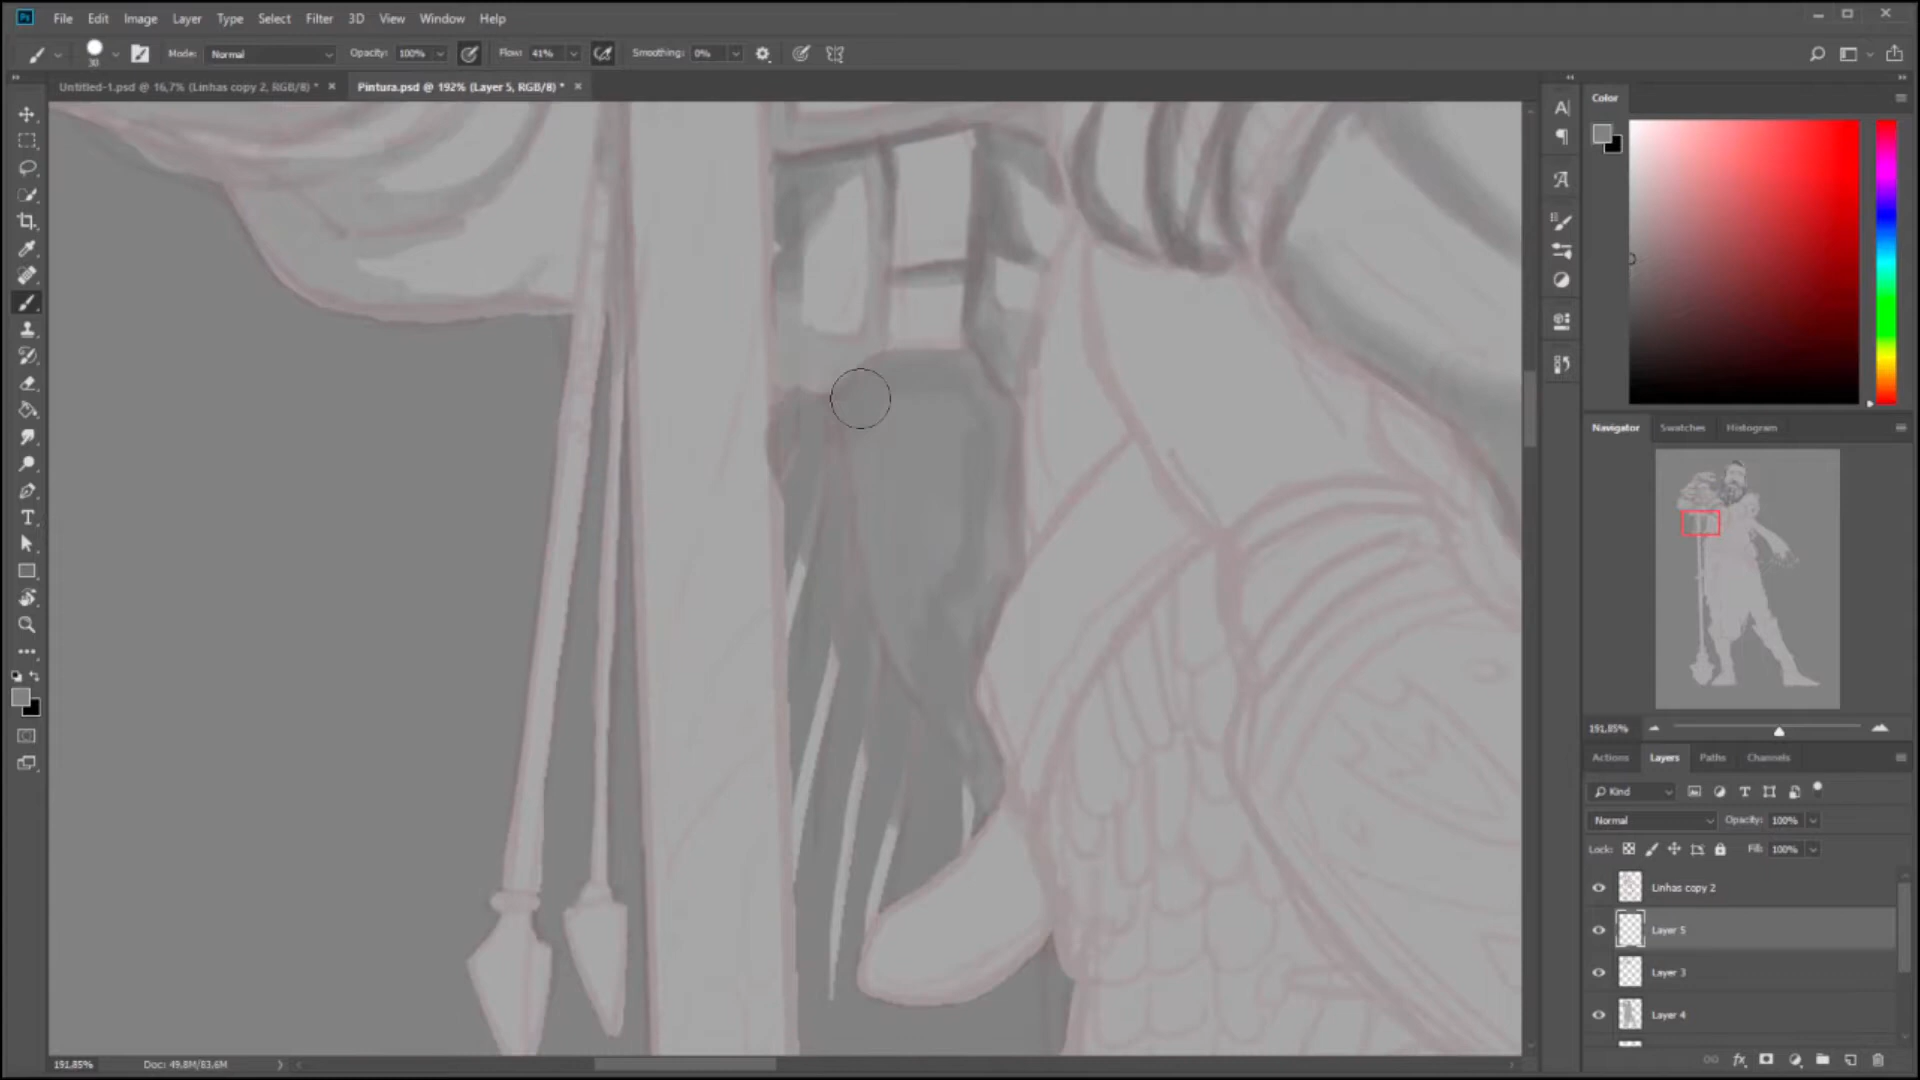 Ps File Edit Image Layer Type Select Filter 3D View Window Help
30 Mode: Normal Opacity: 100% Flow: 41% Smoothing: 0%
Untitled-1.psd @ 16,7% (Linhas copy 2, RGB/8) * × Pintura.psd @ 192% (Layer 5, RGB/8) * ×
Color
Navigator Swatches Histogram
191,85%
Actions Layers Paths Channels
Kind
Normal Opacity: 100%
Lock: Fill: 100%
Linhas copy 2
Layer 5
Layer 3
Layer 4
191,85% Doc: 49,8M/83,6M